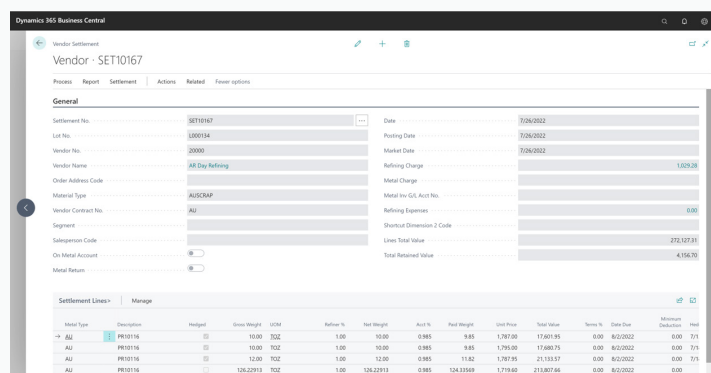 Dynamics 365 Business Central
Vendor Settlement
Vendor · SET10167
Process Report Settlement Actions Related Fewer options
General
Settlement No. SET10167
Lot No. L000134
Vendor No. 20000
Vendor Name AR Day Refining
Order Address Code
Material Type AUSCRAP
Vendor Contract No. AU
Segment
Salesperson Code
On Metal Account
Metal Return
Date 7/26/2022
Posting Date 7/26/2022
Market Date 7/26/2022
Refining Charge 1,029.28
Metal Charge
Metal Inv G/L Acct No.
Refining Expenses 0.00
Shortcut Dimension 2 Code
Lines Total Value 272,127.31
Total Retained Value 4,156.70
Settlement Lines> Manage
Metal Type Description Hedged Gross Weight UOM Refiner % Net Weight Acct % Paid Weight Unit Price Total Value Terms % Date Due Minimum Deduction Hed
AU PR10116 10.00 TOZ 1.00 10.00 0.985 9.85 1,787.00 17,601.95 0.00 8/2/2022 0.00 7/1
AU PR10116 10.00 TOZ 1.00 10.00 0.985 9.85 1,795.00 17,680.75 0.00 8/2/2022 0.00 7/1
AU PR10116 12.00 TOZ 1.00 12.00 0.985 11.82 1,787.95 21,133.57 0.00 8/2/2022 0.00 7/1
AU PR10116 126.22913 TOZ 1.00 126.22913 0.985 124.33569 1,719.60 213,807.66 0.00 8/2/2022 0.00